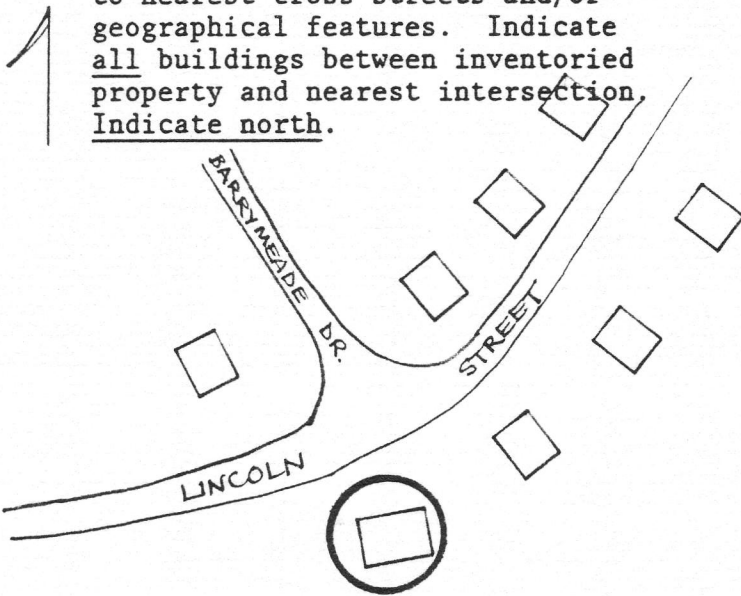 to nearest cross streets and/or
geographical features. Indicate
all buildings between inventoried
property and nearest intersection.
Indicate north.
BARRYMEADE DR.
STREET
LINCOLN